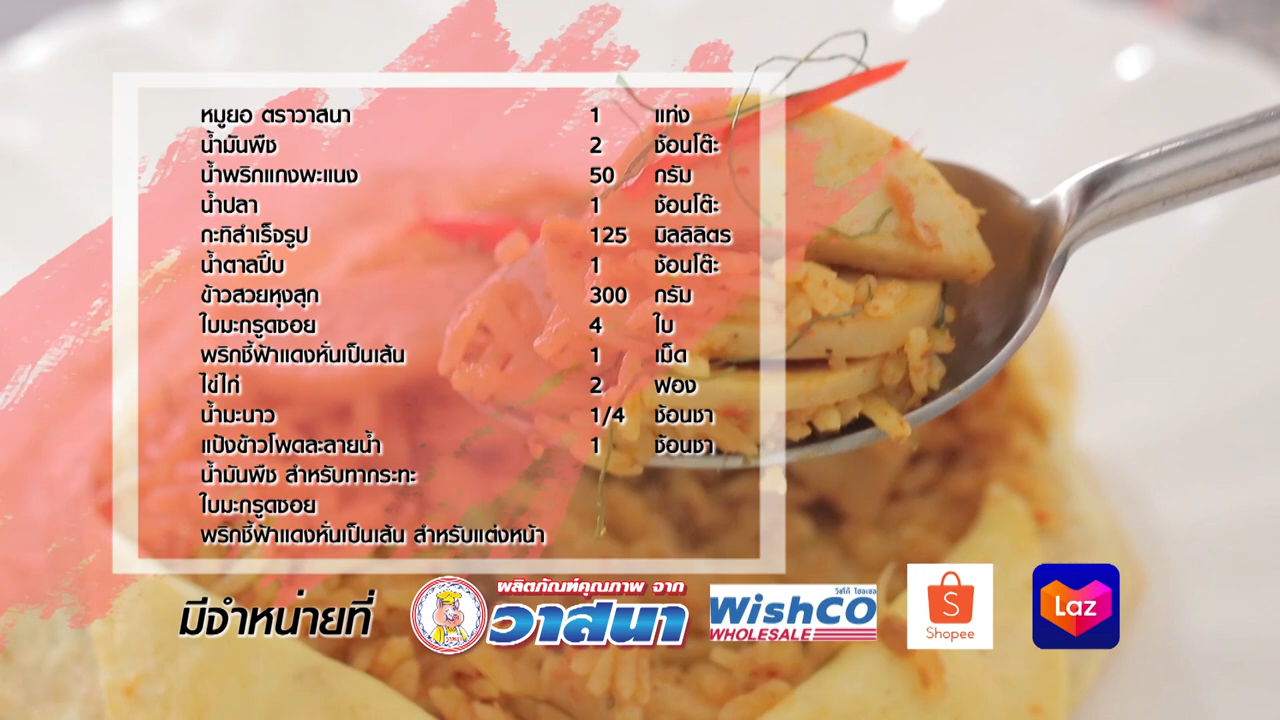 หมูยอ ตราวาสนา 1 แท่ง
น้ำมันพืช 2 ช้อนโต๊ะ
น้ำพริกแกงพะแนง 50 กรัม
น้ำปลา 1 ช้อนโต๊ะ
กะทิสำเร็จรูป 125 มิลลิลิตร
น้ำตาลปี๊บ 1 ช้อนโต๊ะ
ข้าวสวยหุงสุก 300 กรัม
ใบมะกรูดซอย 4 ใบ
พริกชี้ฟ้าแดงหั่นเป็นเส้น 1 เม็ด
ไข่ไก่ 2 ฟอง
น้ำมะนาว 1/4 ช้อนชา
แป้งข้าวโพดละลายน้ำ 1 ช้อนชา
น้ำมันพืช สำหรับทากระทะ
ใบมะกรูดซอย
พริกชี้ฟ้าแดงหั่นเป็นเส้น สำหรับแต่งหน้า
มีจำหน่ายที่
ผลิตภัณฑ์คุณภาพ จาก
วาสนา
วิชโก้ โฮลเซล
WishCO
WHOLESALE
Shopee
Laz